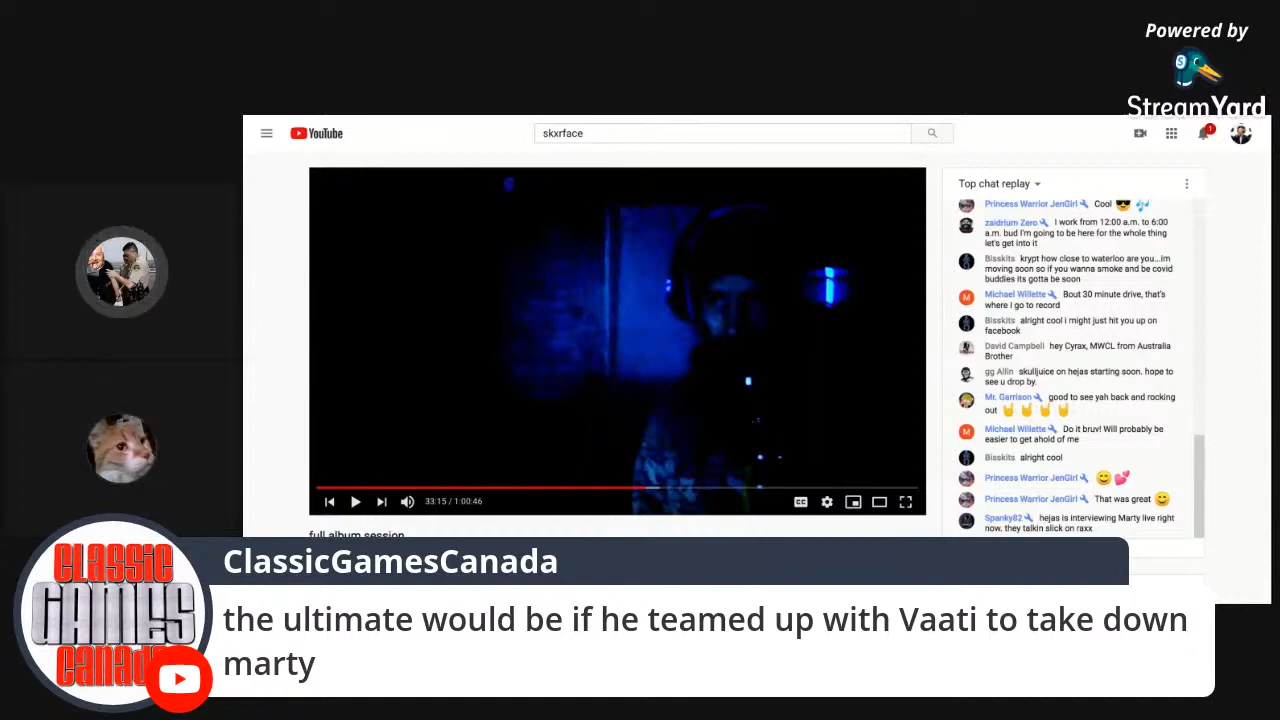 Powered by
StreamYard
YouTube
skxrface
1
Top chat replay
Princess Warrior JenGirl Cool 😎 🎶
zaidrium Zero I work from 12:00 a.m. to 6:00
a.m. bud I'm going to be here for the whole thing
let's get into it
Bisskits krypt how close to waterloo are you...im
moving soon so if you wanna smoke and be covid
buddies its gotta be soon
Michael Willette Bout 30 minute drive, that's
where I go to record
Bisskits alright cool i might just hit you up on
facebook
David Campbell hey Cyrax, MWCL from Australia
Brother
gg Allin skulljuice on hejas starting soon. hope to
see u drop by.
Mr. Garrison good to see yah back and rocking
out 🤘 🤘 🤘 🤘
Michael Willette Do it bruv! Will probably be
easier to get ahold of me
Bisskits alright cool
Princess Warrior JenGirl 😊 💕
Princess Warrior JenGirl That was great 😊
Spanky82 hejas is interviewing Marty live right
now. they talkin slick on raxx
33:15 / 1:00:46
CC
full album session
CLASSIC
GAMES
Canada
ClassicGamesCanada
the ultimate would be if he teamed up with Vaati to take down
marty